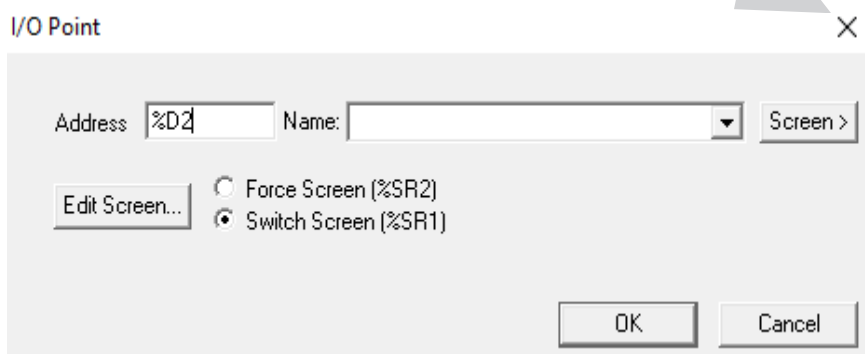 I/O Point
Address %D2 Name: Screen >
Edit Screen... Force Screen (%SR2)
Switch Screen (%SR1)
OK Cancel